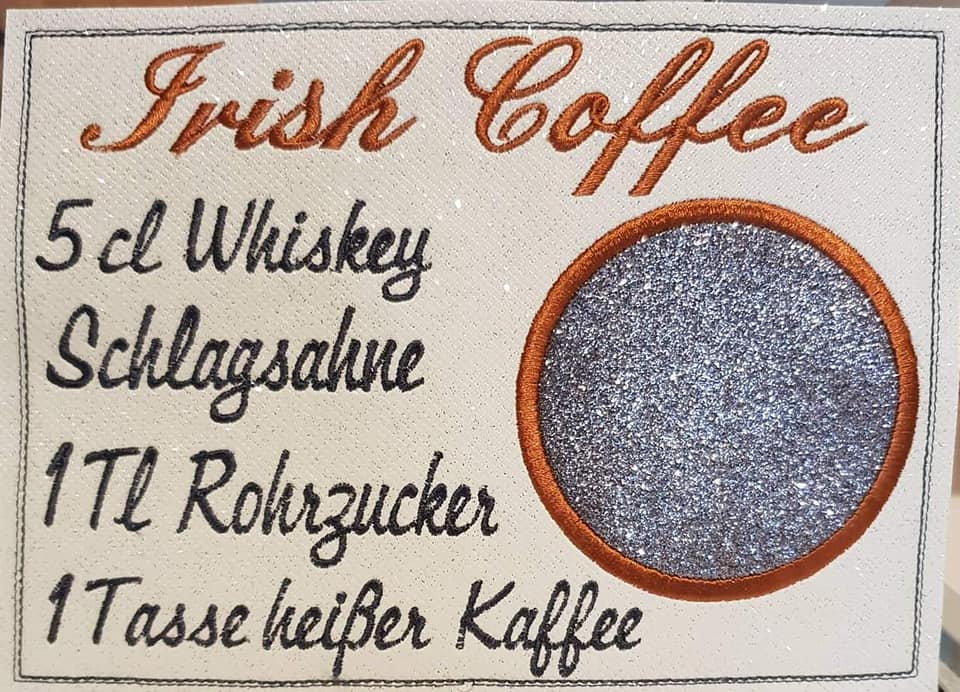 Irish Coffee
5 cl Whiskey
Schlagsahne
1 Tl Rohrzucker
1 Tasse heißer Kaffee